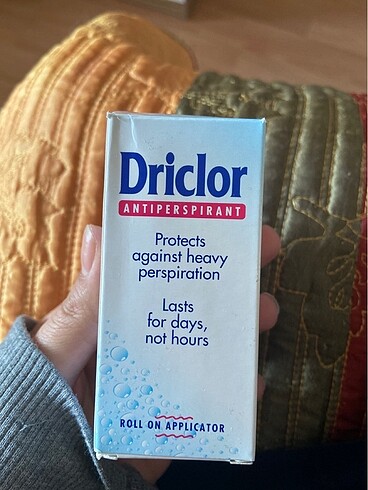 Driclor
ANTIPERSPIRANT
Protects
against heavy
perspiration
Lasts
for days,
not hours
ROLL ON APPLICATOR